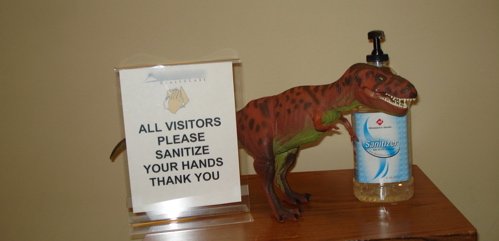 ALL VISITORS
PLEASE
SANITIZE
YOUR HANDS
THANK YOU
Sanitizer